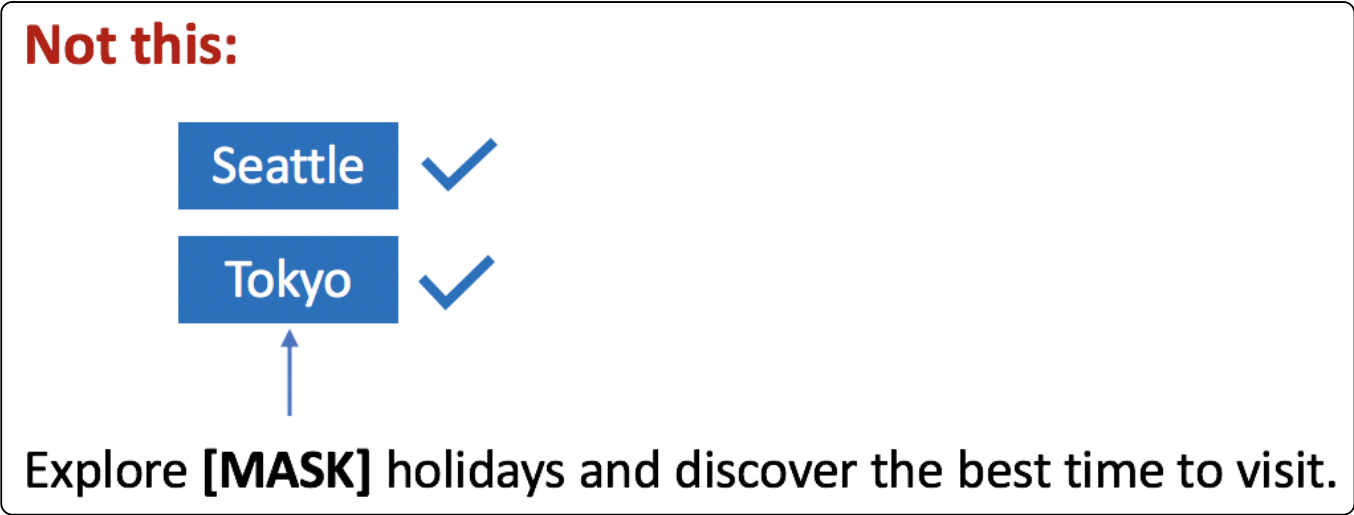 Not this:
Seattle
Tokyo
Explore [MASK] holidays and discover the best time to visit.